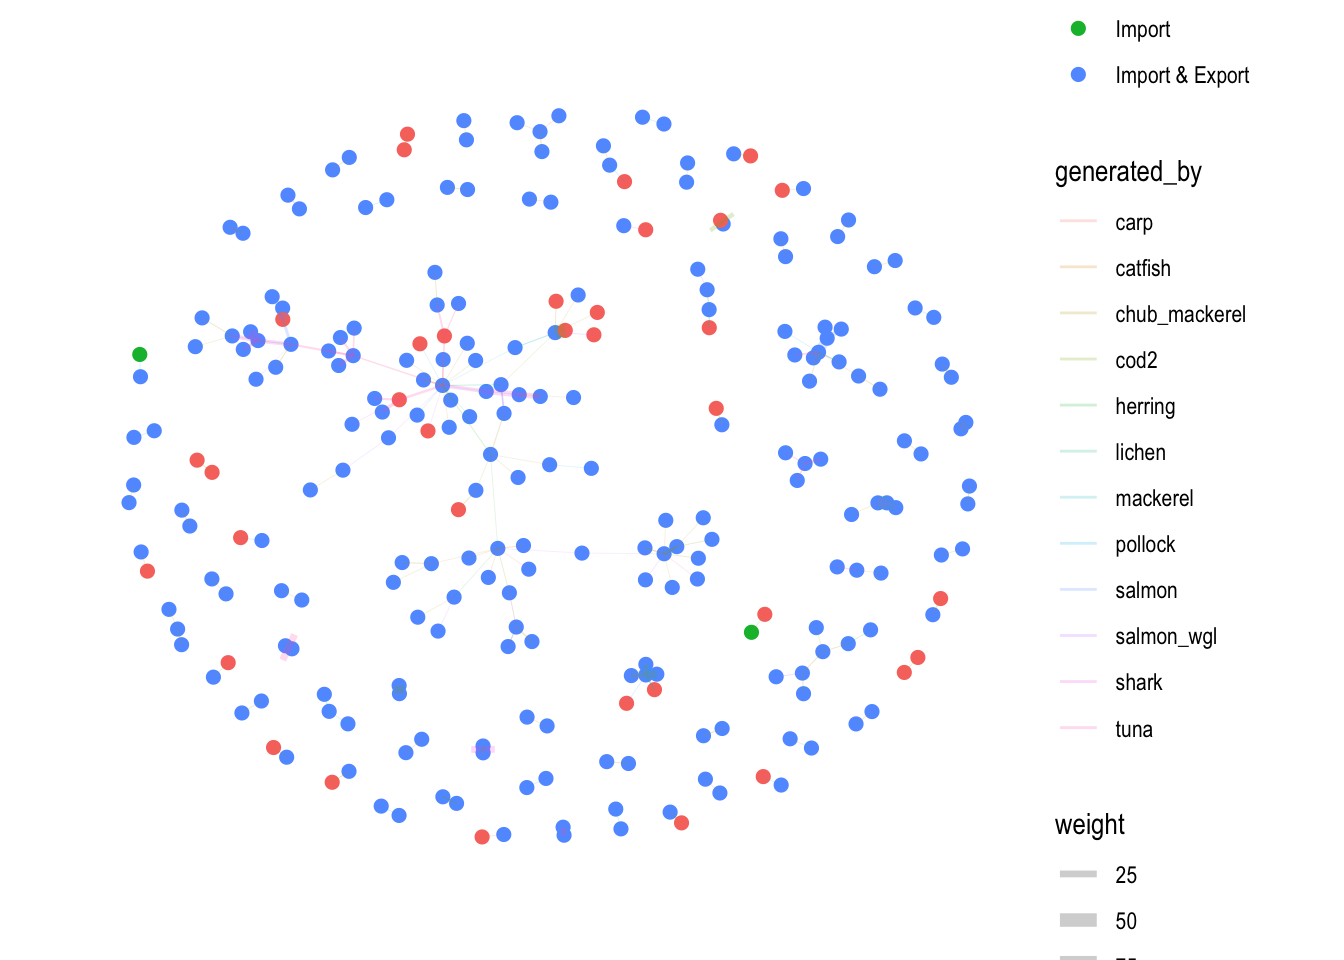 Import
Import & Export
generated_by
carp
catfish
chub_mackerel
cod2
herring
lichen
mackerel
pollock
salmon
salmon_wgl
shark
tuna
weight
25
50